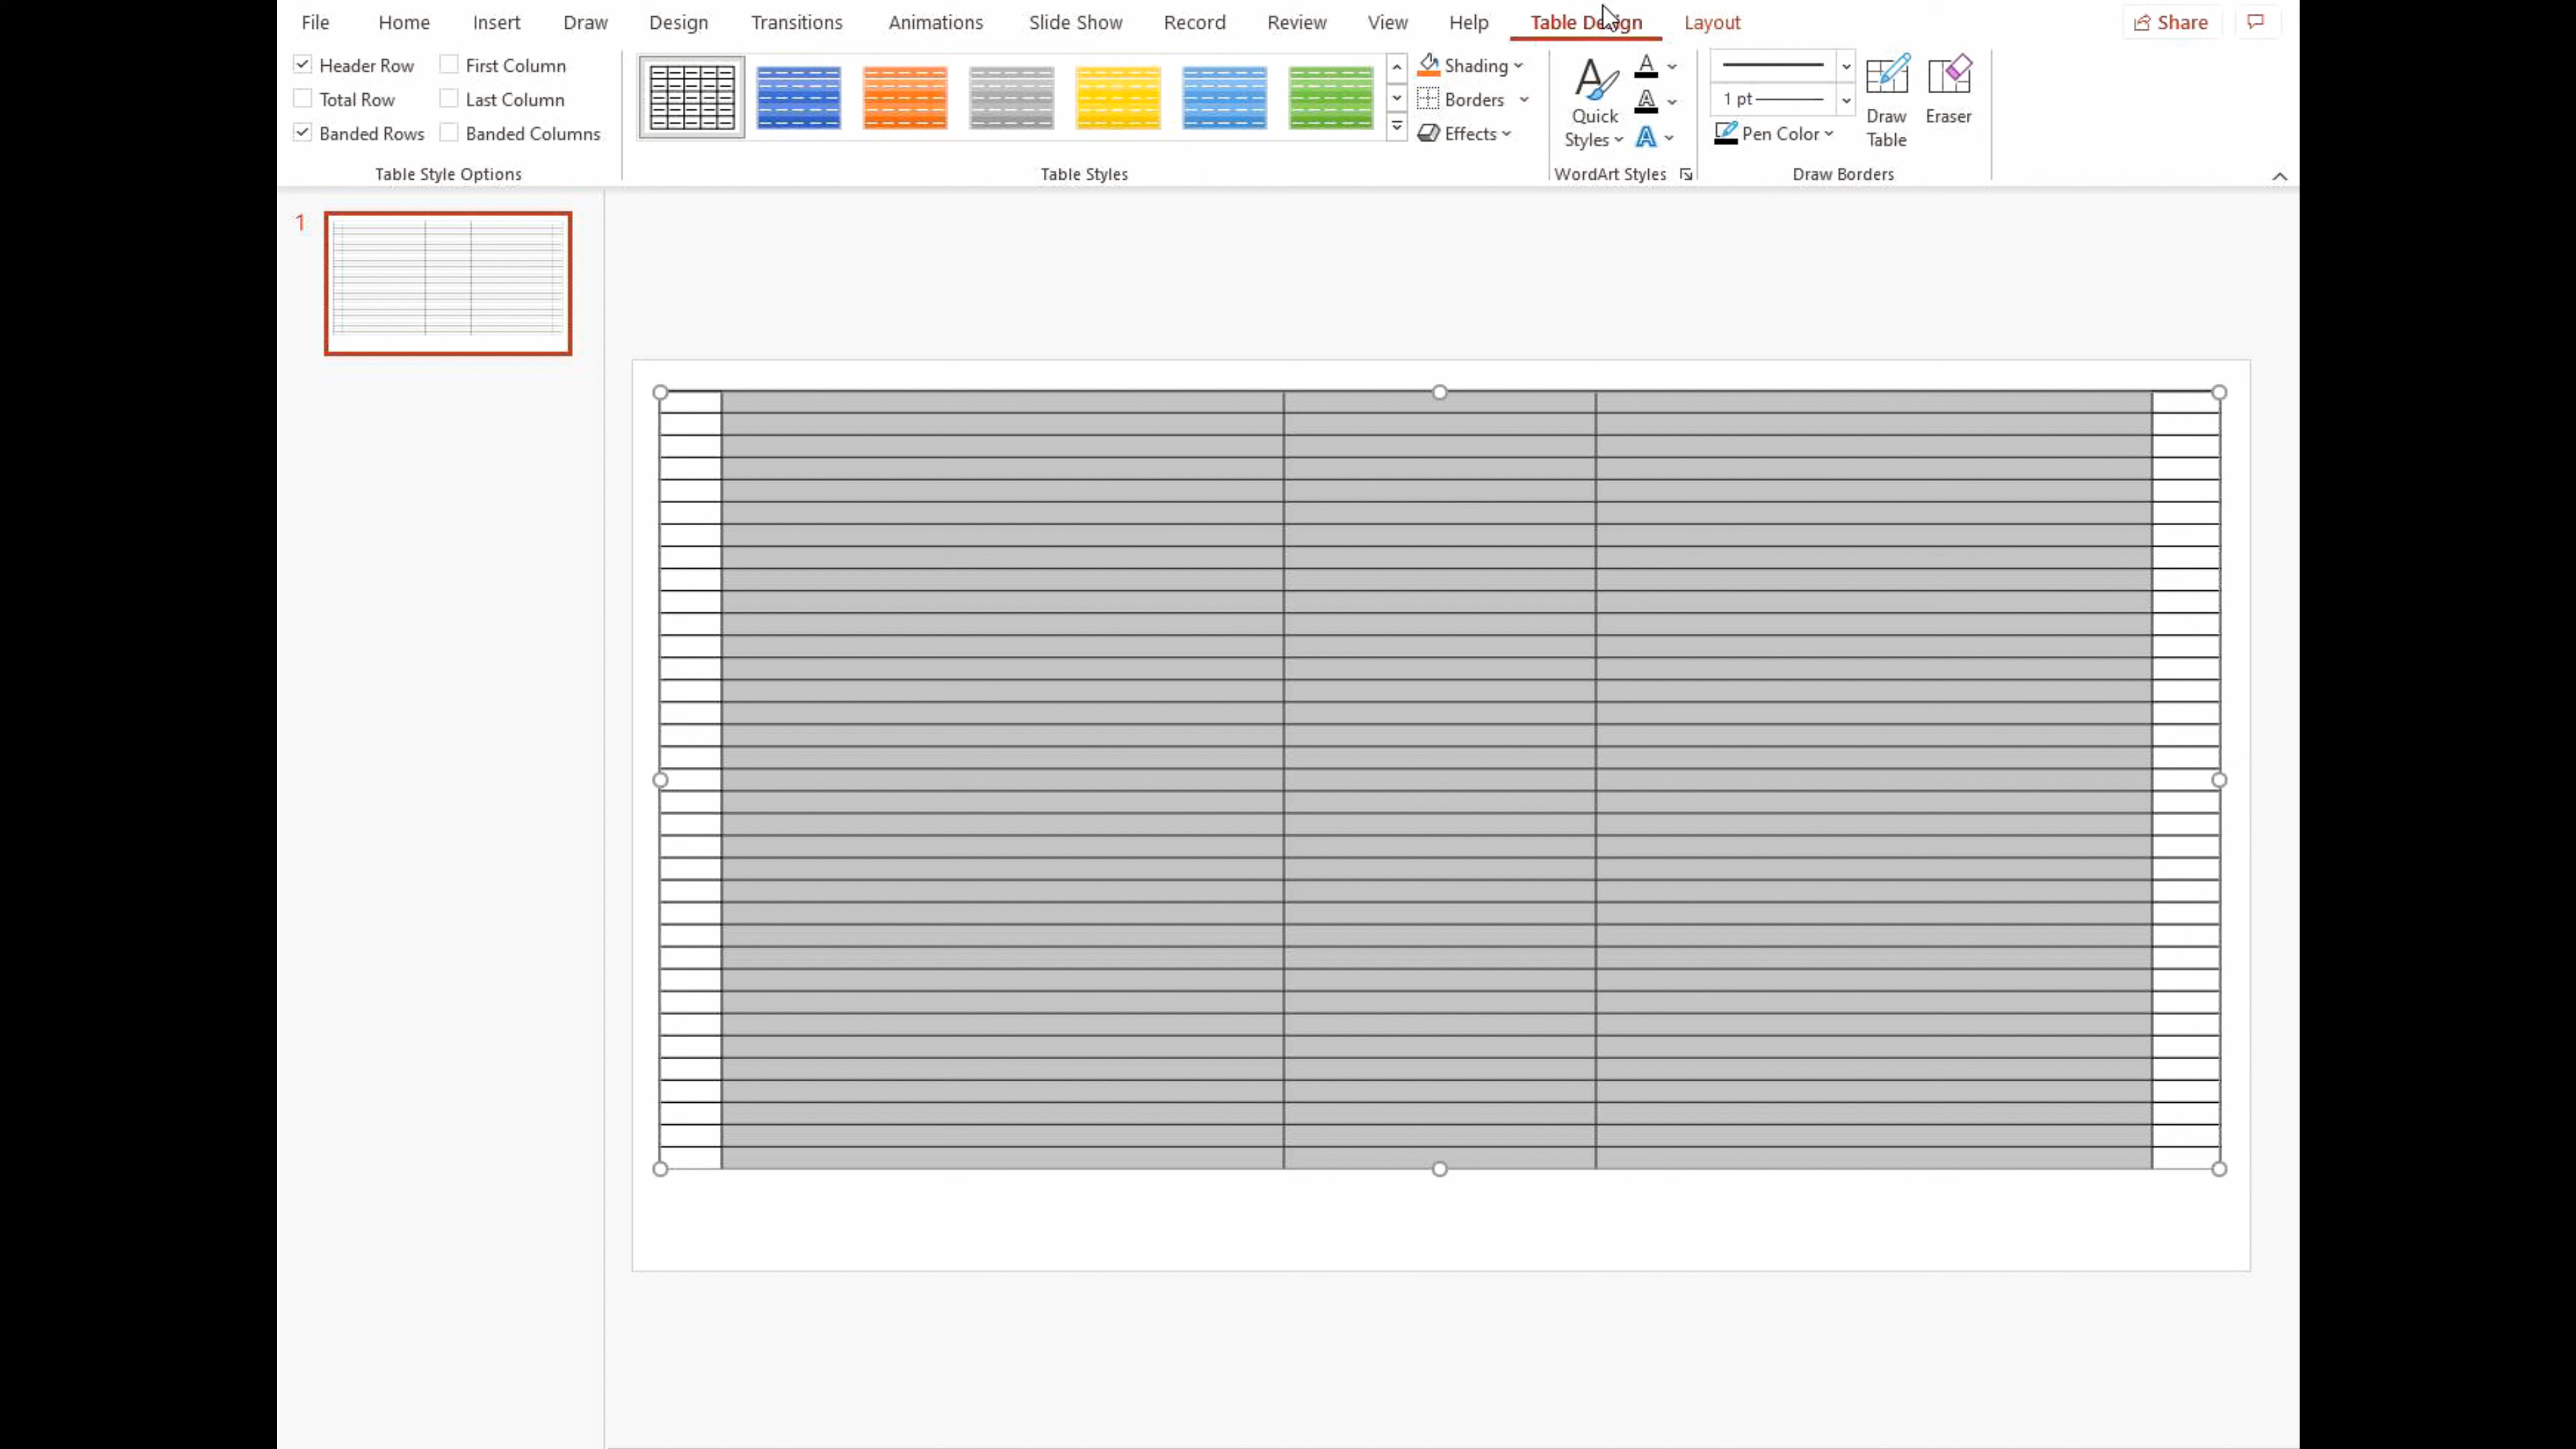 File Home Insert Draw Design Transitions Animations Slide Show Record Review View Help Table Design Layout Share
Header Row First Column
Total Row Last Column
Banded Rows Banded Columns
Table Style Options
Table Styles
Shading
Borders
Effects
Quick
Styles
WordArt Styles
1 pt
Pen Color
Draw
Table
Eraser
Draw Borders
1